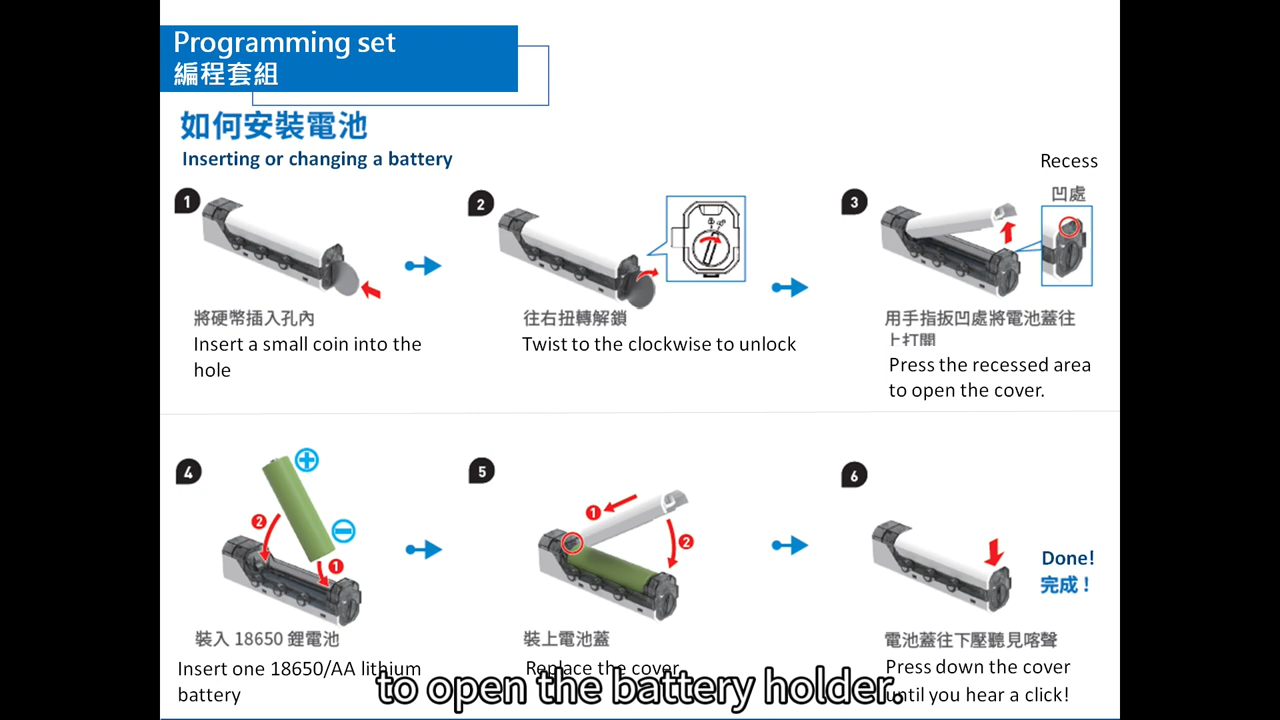 Programming set
編程套組
如何安裝電池
Inserting or changing a battery
Recess
凹處
1
2
3
將硬幣插入孔內
Insert a small coin into the
hole
往右扭轉解鎖
Twist to the clockwise to unlock
用手指扳凹處將電池蓋往
上打開
Press the recessed area
to open the cover.
4
2
1
裝入 18650 鋰電池
Insert one 18650/AA lithium
battery
5
1
2
裝上電池蓋
Replace the cover
6
Done!
完成!
電池蓋往下壓聽見喀聲
Press down the cover
until you hear a click!
to open the battery holder.